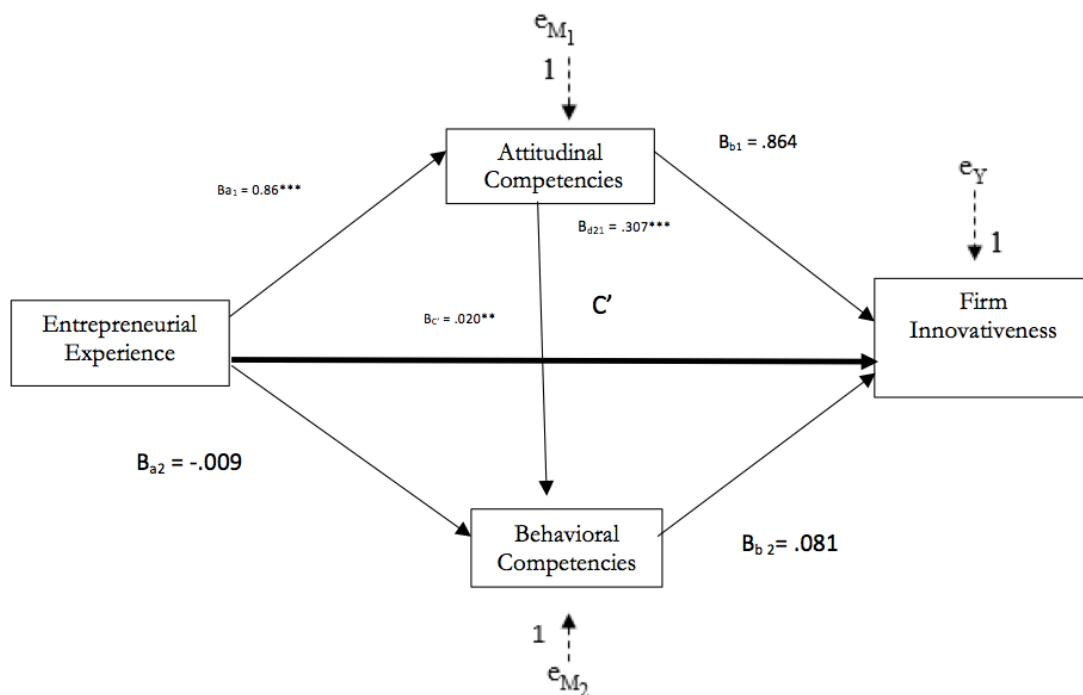 eM1
1
Attitudinal
Competencies
Bb1 = .864
Ba1 = 0.86***
eY
1
Bd21 = .307***
Entrepreneurial
Experience
BC' = .020**
C’
Firm
Innovativeness
Ba2 = -.009
Behavioral
Competencies
Bb 2= .081
1
eM2